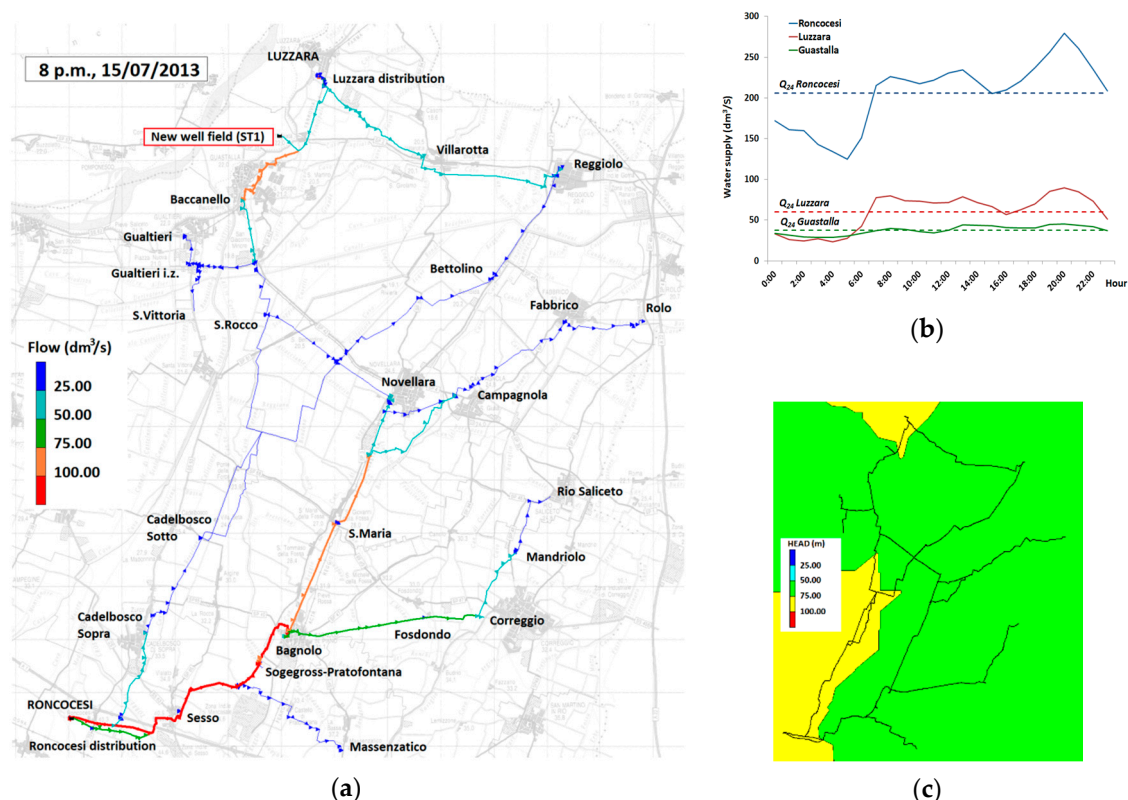 8 p.m., 15/07/2013
LUZZARA
Luzzara distribution
New well field (ST1)
Villarotta
Reggiolo
Baccanello
Gualtieri
Gualtieri i.z.
Bettolino
S.Vittoria
S.Rocco
Fabbrico
Rolo
Flow (dm³/s)
25.00
50.00
75.00
100.00
Novellara
NOVELLARA
Campagnola
Rio Saliceto
Cadelbosco
Sotto
S.Maria
Mandriolo
Cadelbosco
Sopra
Fosdondo
Correggio
Bagnolo
Sogegross-Pratofontana
RONCOCESI
Sesso
Roncocesi distribution
Massenzatico
(a)
Roncocesi
Luzzara
Guastalla
Water supply (dm³/S)
300
250
200
150
100
50
0
Q24 Roncocesi
Q24 Luzzara
Q24 Guastalla
0:00 2:00 4:00 6:00 8:00 10:00 12:00 14:00 16:00 18:00 20:00 22:00 Hour
(b)
HEAD (m)
25.00
50.00
75.00
100.00
(c)